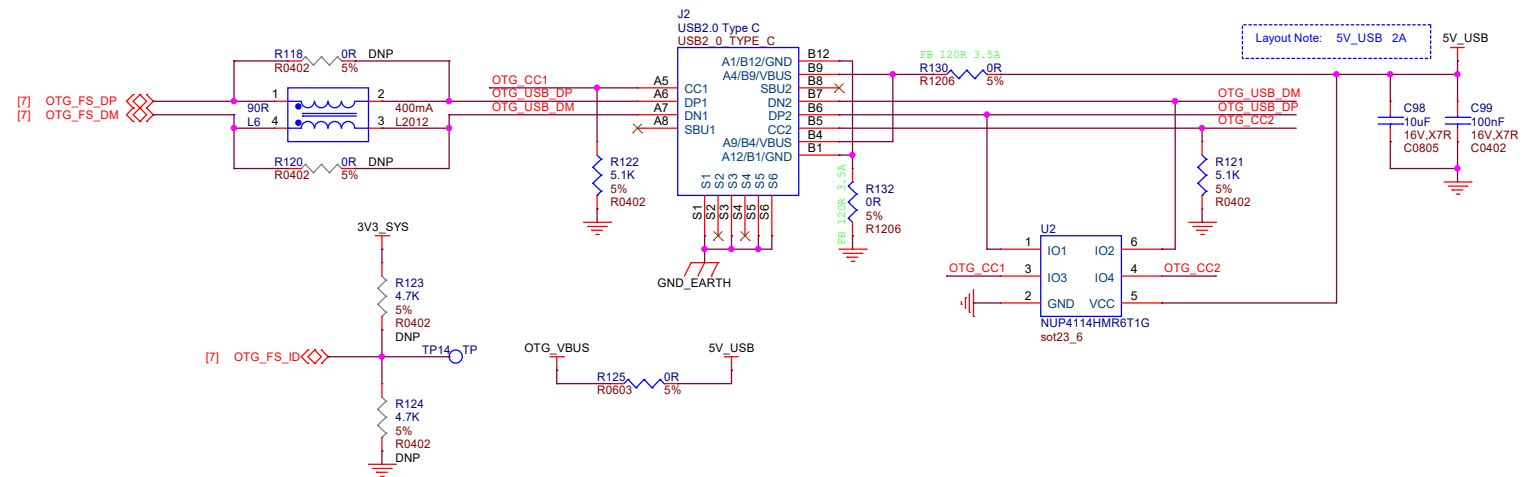 J2
USB2.0 Type C
USB2_0_TYPE_C
Layout Note: 5V_USB 2A
5V_USB
R118 0R DNP
R0402 5%
[7] OTG_FS_DP
[7] OTG_FS_DM
1 2
90R 400mA
L6 L2012
4 3
R120 0R DNP
R0402 5%
OTG_CC1
OTG_USB_DP
OTG_USB_DM
A5
A6
A7
A8
CC1
DP1
DN1
SBU1
A1/B12/GND
A4/B9/VBUS
SBU2
DN2
DP2
CC2
A9/B4/VBUS
A12/B1/GND
B12
B9
B8
B7
B6
B5
B4
B1
S1 S2 S3 S4 S5 S6
S1 S2 S3 S4 S5 S6
GND_EARTH
R122
5.1K
5%
R0402
FB 120R 3.5A
R130 0R
R1206 5%
FB 120R 3.5A
R132
0R
5%
R1206
OTG_USB_DM
OTG_USB_DP
OTG_CC2
R121
5.1K
5%
R0402
C98
10uF
16V,X7R
C0805
C99
100nF
16V,X7R
C0402
U2
1 IO1 IO2 6
OTG_CC1 3 IO3 IO4 4 OTG_CC2
2 GND VCC 5
NUP4114HMR6T1G
sot23_6
3V3_SYS
R123
4.7K
5%
R0402
DNP
[7] OTG_FS_ID
TP14 TP
R124
4.7K
5%
R0402
DNP
OTG_VBUS 5V_USB
R125 0R
R0603 5%